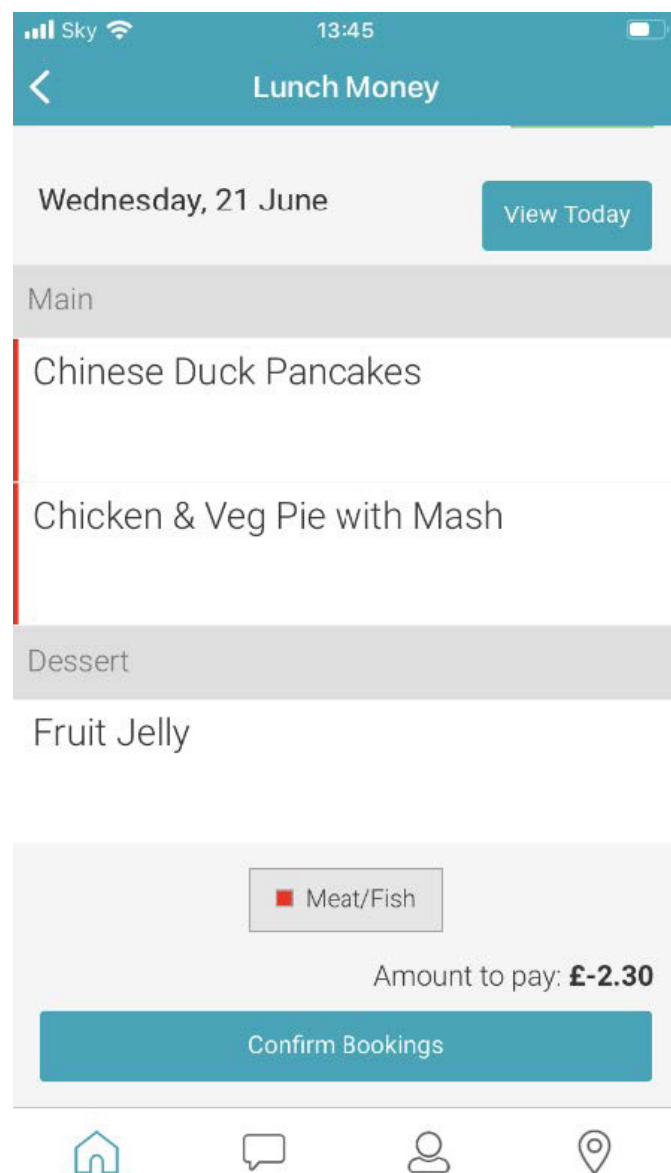 Sky 13:45
Lunch Money
Wednesday, 21 June
View Today
Main
Chinese Duck Pancakes
Chicken & Veg Pie with Mash
Dessert
Fruit Jelly
Meat/Fish
Amount to pay: £-2.30
Confirm Bookings